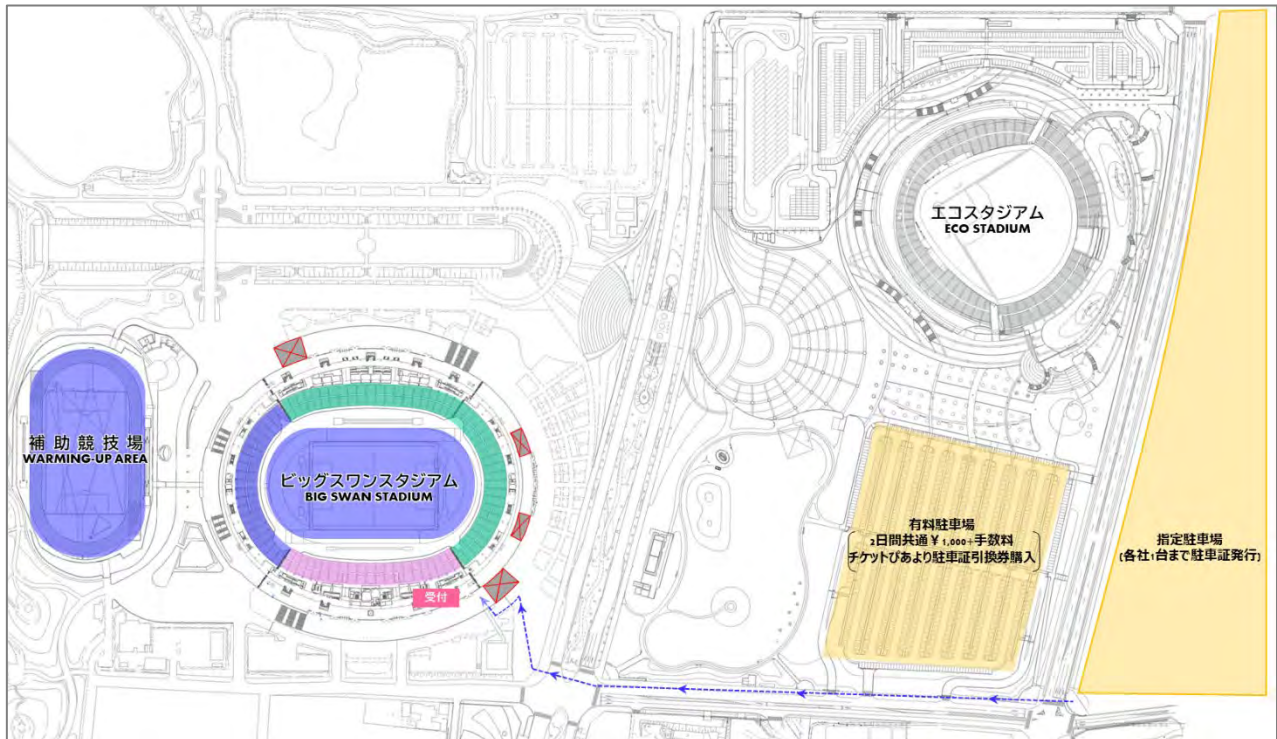 エコスタジアム
ECO STADIUM
補助競技場
WARMING-UP AREA
ビッグスワンスタジアム
BIG SWAN STADIUM
受付
有料駐車場
2日間共通¥1,000+手数料
チケットぴあより駐車証引換券購入
指定駐車場
(各社1台まで駐車証発行)